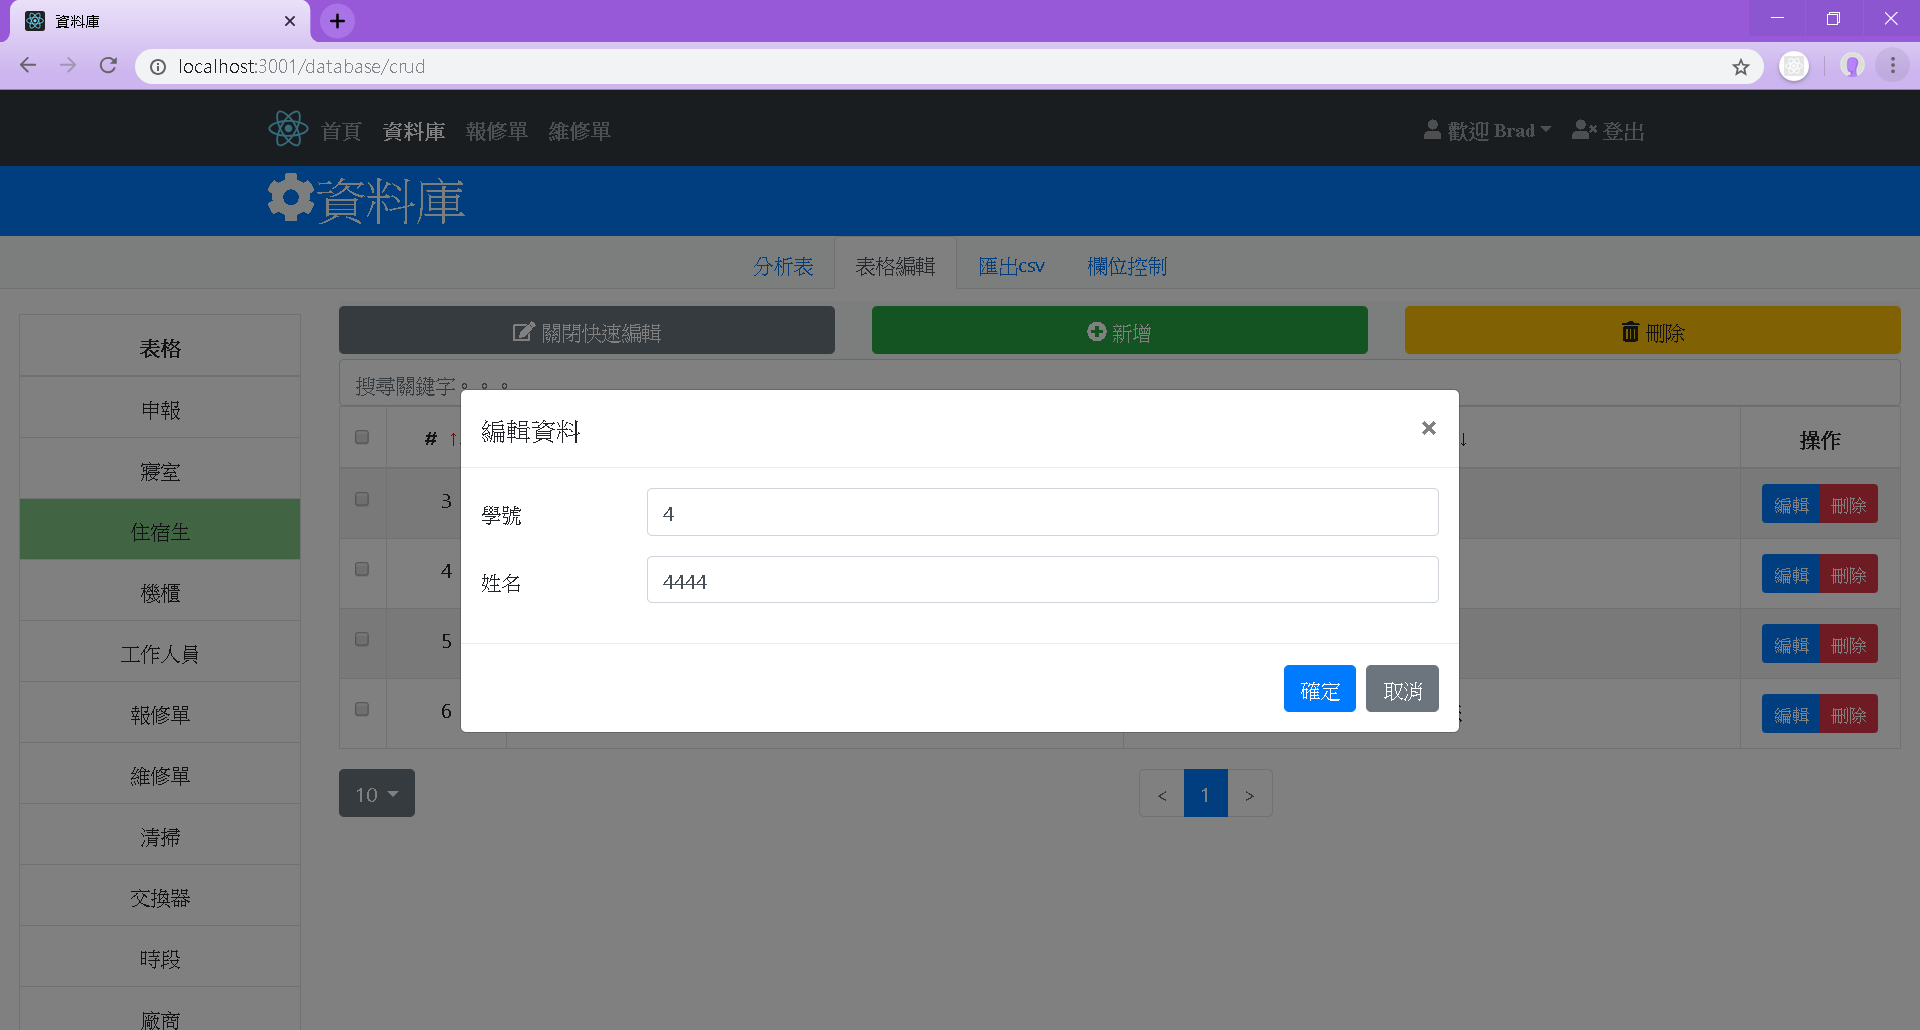 資料庫
localhost:3001/database/crud
首頁 資料庫 報修單 維修單 歡迎 Brad 登出
資料庫
分析表 表格編輯 匯出csv 欄位控制
表格
申報
寢室
住宿生
機櫃
工作人員
報修單
維修單
清掃
交換器
時段
廠商
關閉快速編輯 新增 刪除
搜尋關鍵字。。。
# ↑ ↓ 操作
3 編輯 刪除
4 編輯 刪除
5 編輯 刪除
6 編輯 刪除
編輯資料 ×
學號 4
姓名 4444
確定 取消
10 < 1 >